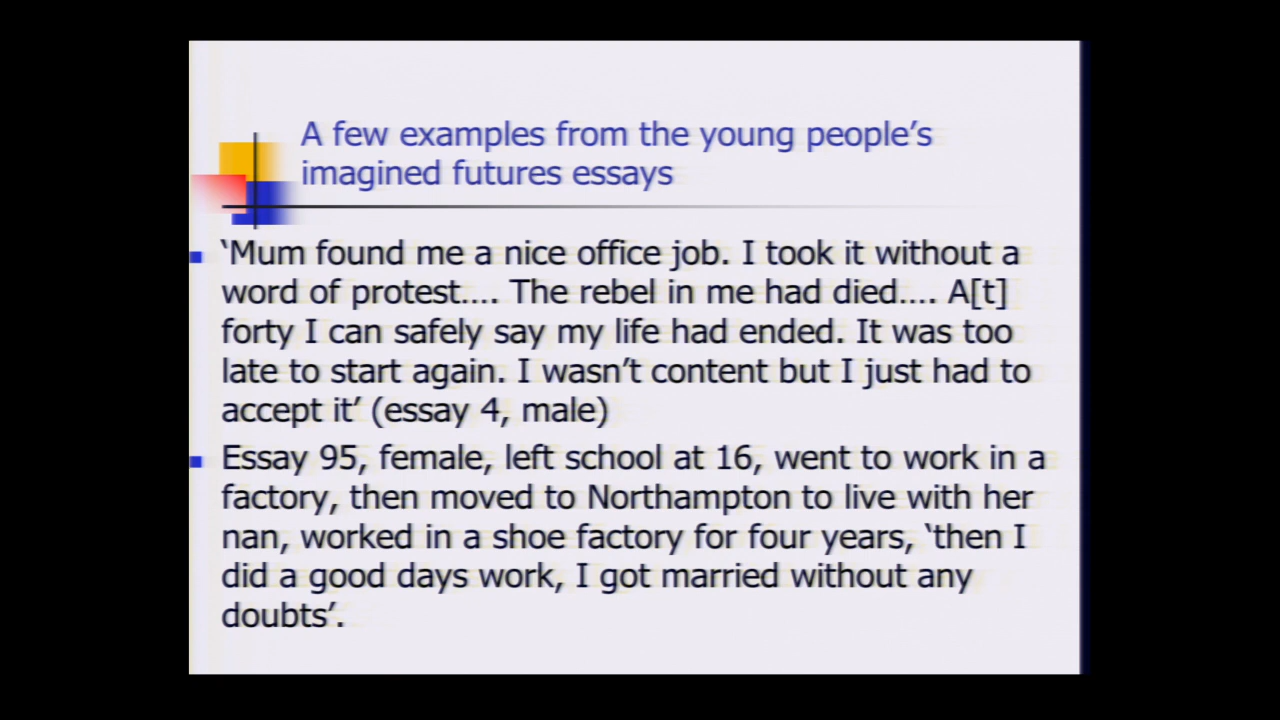 A few examples from the young people’s
imagined futures essays
‘Mum found me a nice office job. I took it without a
word of protest…. The rebel in me had died…. A[t]
forty I can safely say my life had ended. It was too
late to start again. I wasn’t content but I just had to
accept it’ (essay 4, male)
Essay 95, female, left school at 16, went to work in a
factory, then moved to Northampton to live with her
nan, worked in a shoe factory for four years, ‘then I
did a good days work, I got married without any
doubts’.